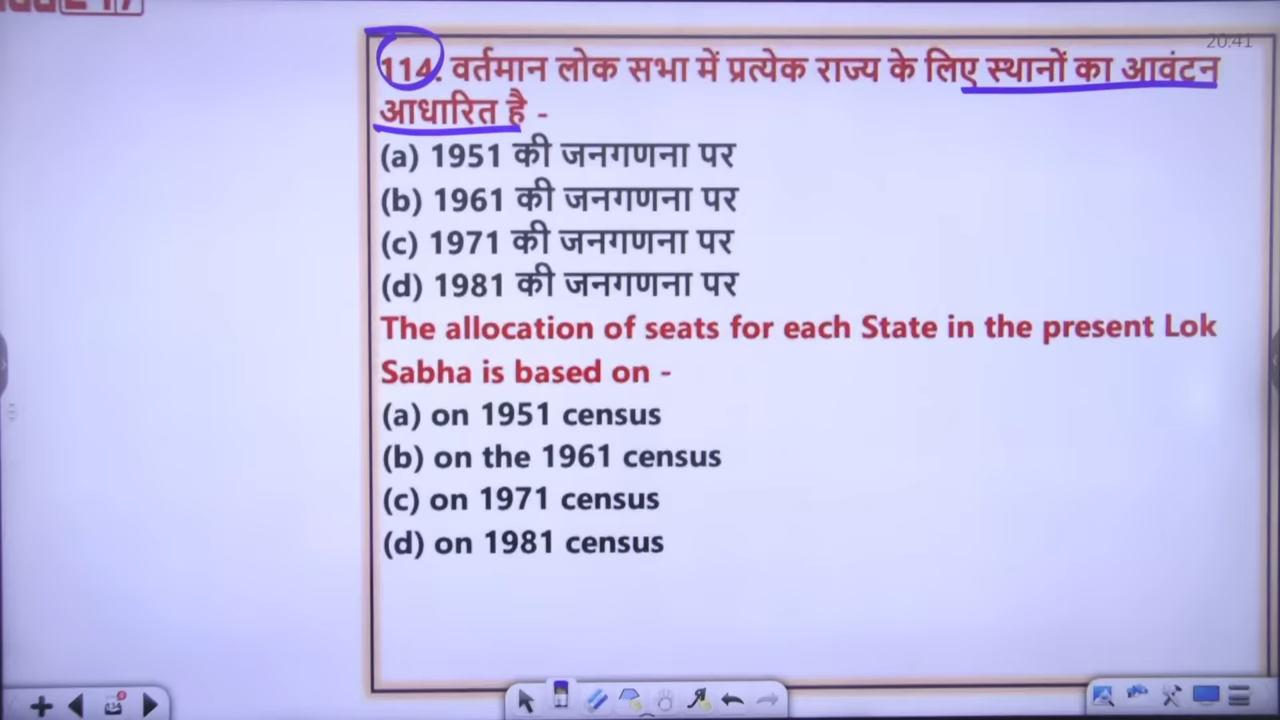 20:41
114. वर्तमान लोक सभा में प्रत्येक राज्य के लिए स्थानों का आवंटन
आधारित है -
(a) 1951 की जनगणना पर
(b) 1961 की जनगणना पर
(c) 1971 की जनगणना पर
(d) 1981 की जनगणना पर
The allocation of seats for each State in the present Lok
Sabha is based on -
(a) on 1951 census
(b) on the 1961 census
(c) on 1971 census
(d) on 1981 census